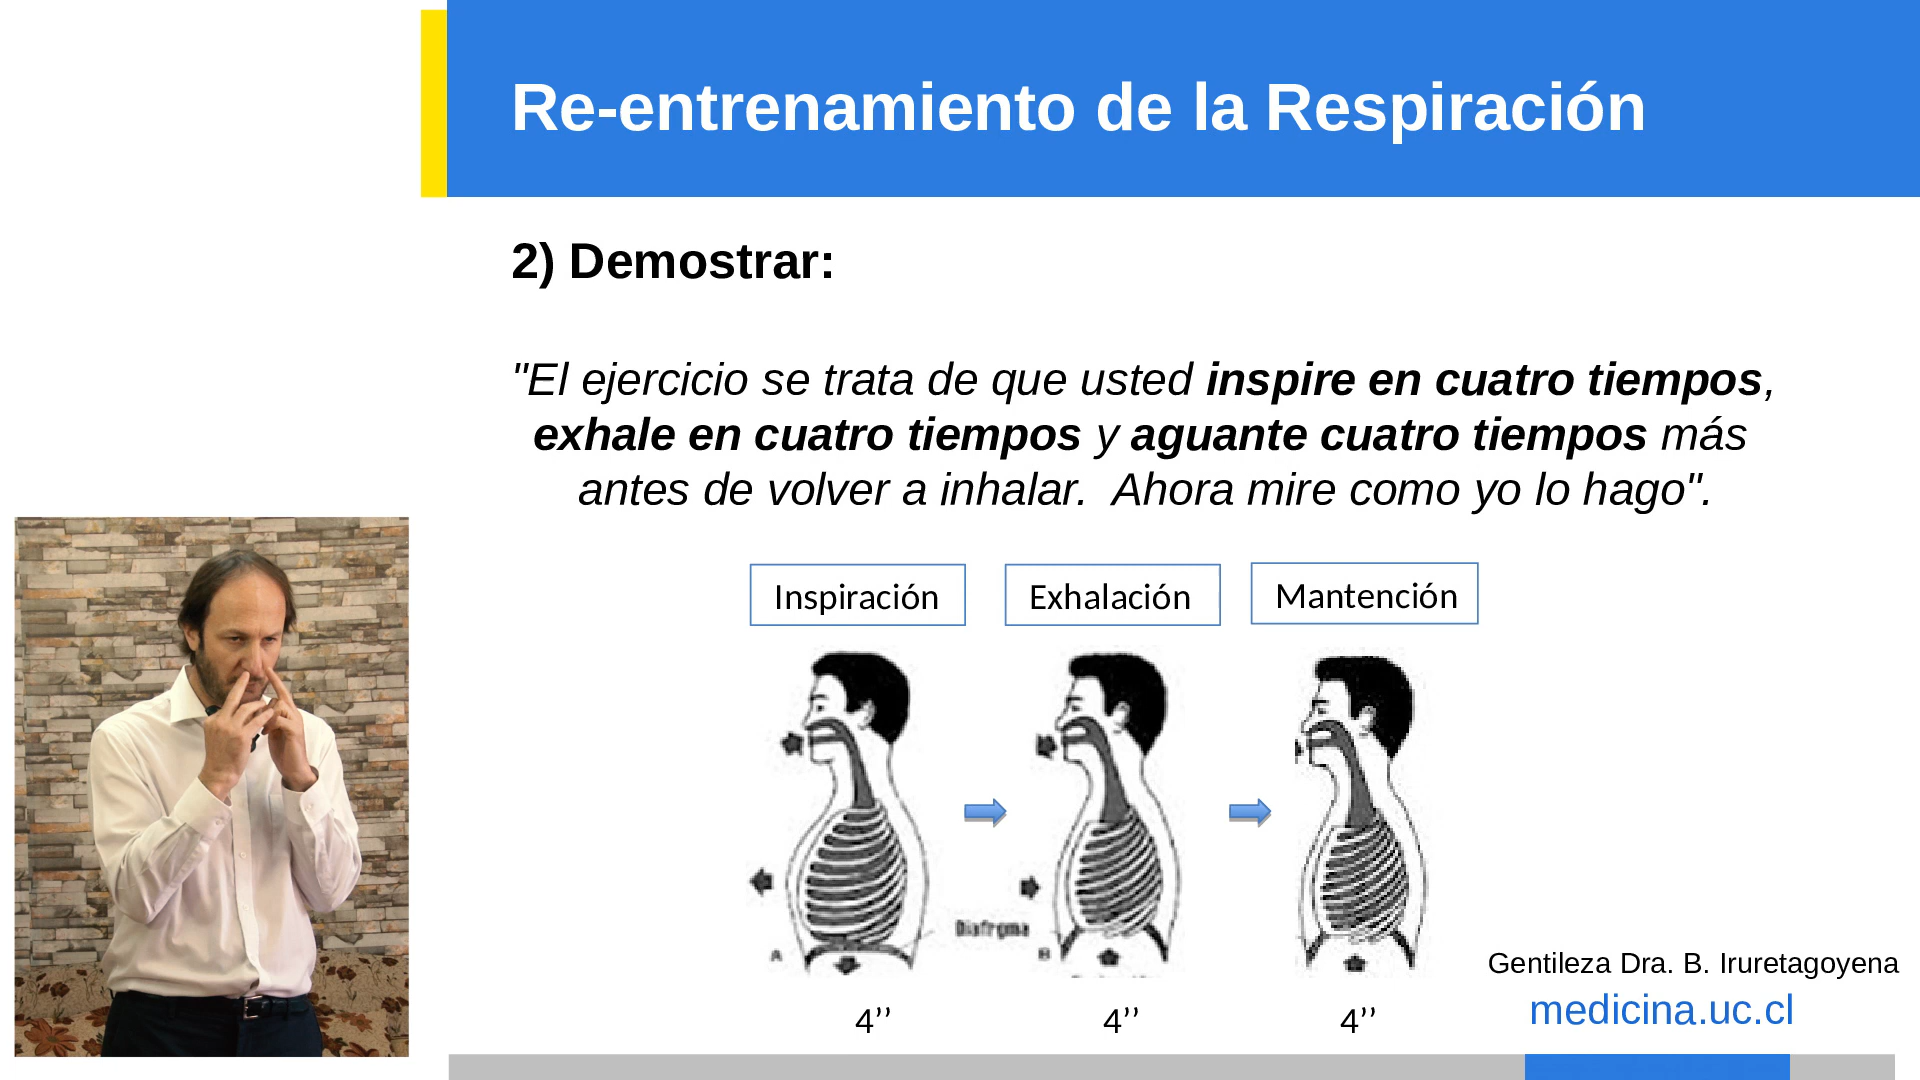 Re-entrenamiento de la Respiración
2) Demostrar:
"El ejercicio se trata de que usted inspire en cuatro tiempos,
exhale en cuatro tiempos y aguante cuatro tiempos más
antes de volver a inhalar.  Ahora mire como yo lo hago".
Inspiración
Exhalación
Mantención
Diafrgma
A
B
4’’
4’’
4’’
Gentileza Dra. B. Iruretagoyena
medicina.uc.cl